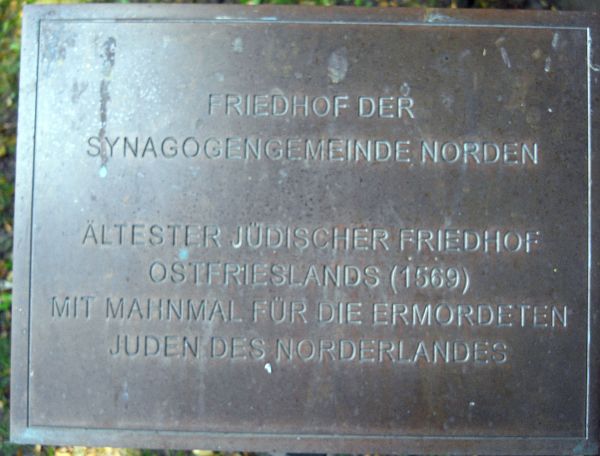 FRIEDHOF DER
SYNAGOGENGEMEINDE NORDEN
ÄLTESTER JÜDISCHER FRIEDHOF
OSTFRIESLANDS (1569)
MIT MAHNMAL FÜR DIE ERMORDETEN
JUDEN DES NORDERLANDES